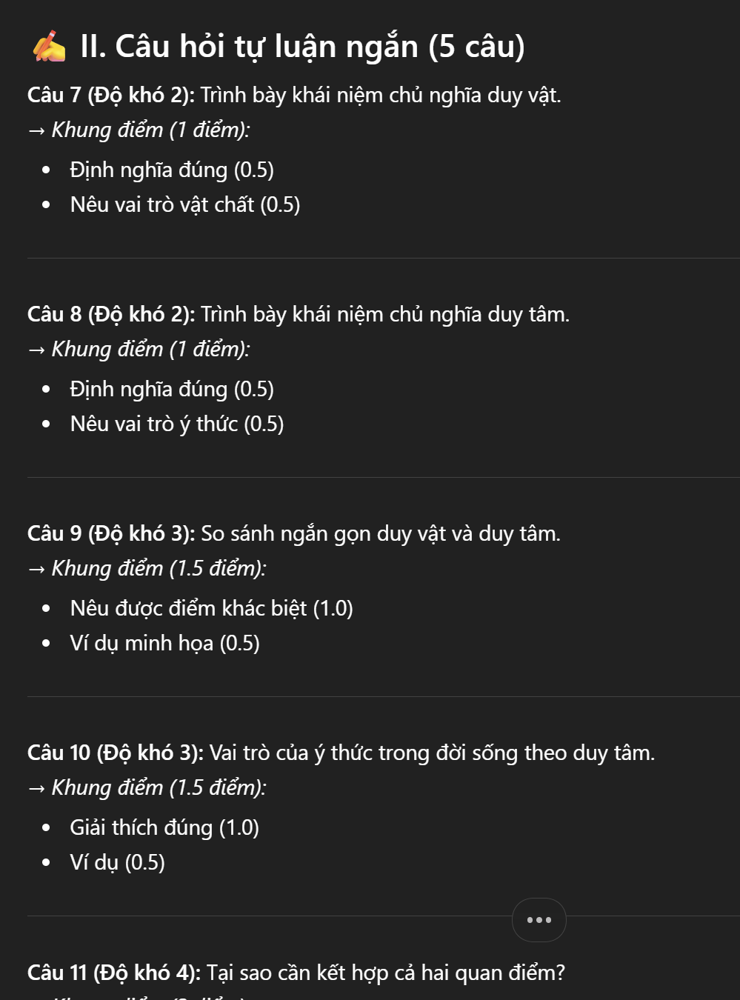 ✍️ II. Câu hỏi tự luận ngắn (5 câu)
Câu 7 (Độ khó 2): Trình bày khái niệm chủ nghĩa duy vật.
→ Khung điểm (1 điểm):
• Định nghĩa đúng (0.5)
• Nêu vai trò vật chất (0.5)
Câu 8 (Độ khó 2): Trình bày khái niệm chủ nghĩa duy tâm.
→ Khung điểm (1 điểm):
• Định nghĩa đúng (0.5)
• Nêu vai trò ý thức (0.5)
Câu 9 (Độ khó 3): So sánh ngắn gọn duy vật và duy tâm.
→ Khung điểm (1.5 điểm):
• Nêu được điểm khác biệt (1.0)
• Ví dụ minh họa (0.5)
Câu 10 (Độ khó 3): Vai trò của ý thức trong đời sống theo duy tâm.
→ Khung điểm (1.5 điểm):
• Giải thích đúng (1.0)
• Ví dụ (0.5)
Câu 11 (Độ khó 4): Tại sao cần kết hợp cả hai quan điểm?